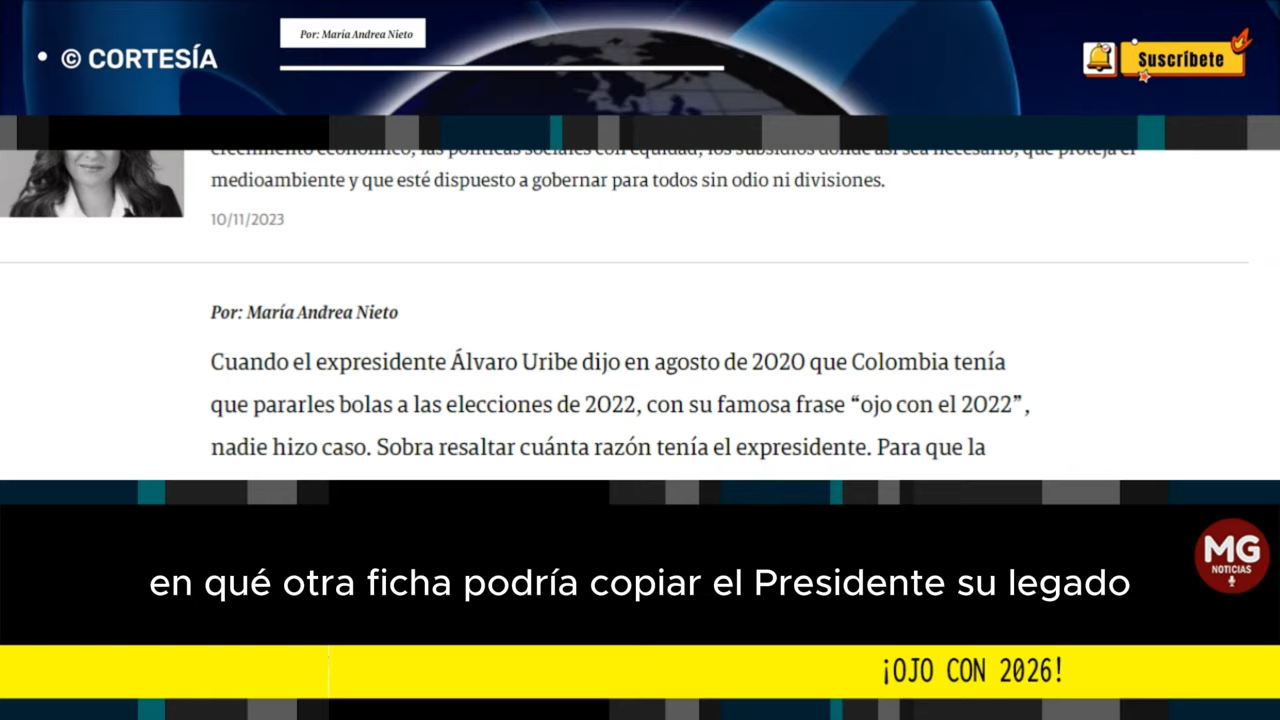 • © CORTESÍA
Por: María Andrea Nieto
Suscríbete
crecimiento económico, las políticas sociales con equidad, los subsidios donde así sea necesario, que proteja el
medioambiente y que esté dispuesto a gobernar para todos sin odio ni divisiones.
10/11/2023
Por: María Andrea Nieto
Cuando el expresidente Álvaro Uribe dijo en agosto de 2020 que Colombia tenía
que pararles bolas a las elecciones de 2022, con su famosa frase “ojo con el 2022”,
nadie hizo caso. Sobra resaltar cuánta razón tenía el expresidente. Para que la
MG
NOTICIAS
en qué otra ficha podría copiar el Presidente su legado
¡OJO CON 2026!